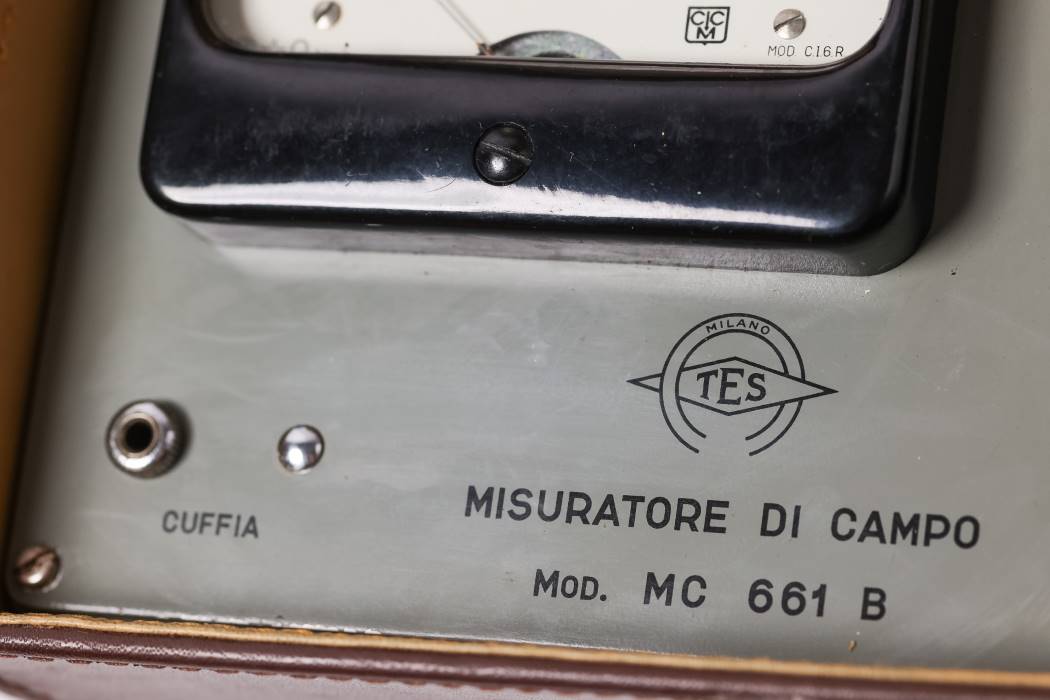 CICM
MOD. C16R
MILANO
TES
CUFFIA
MISURATORE DI CAMPO
MOD. MC 661 B